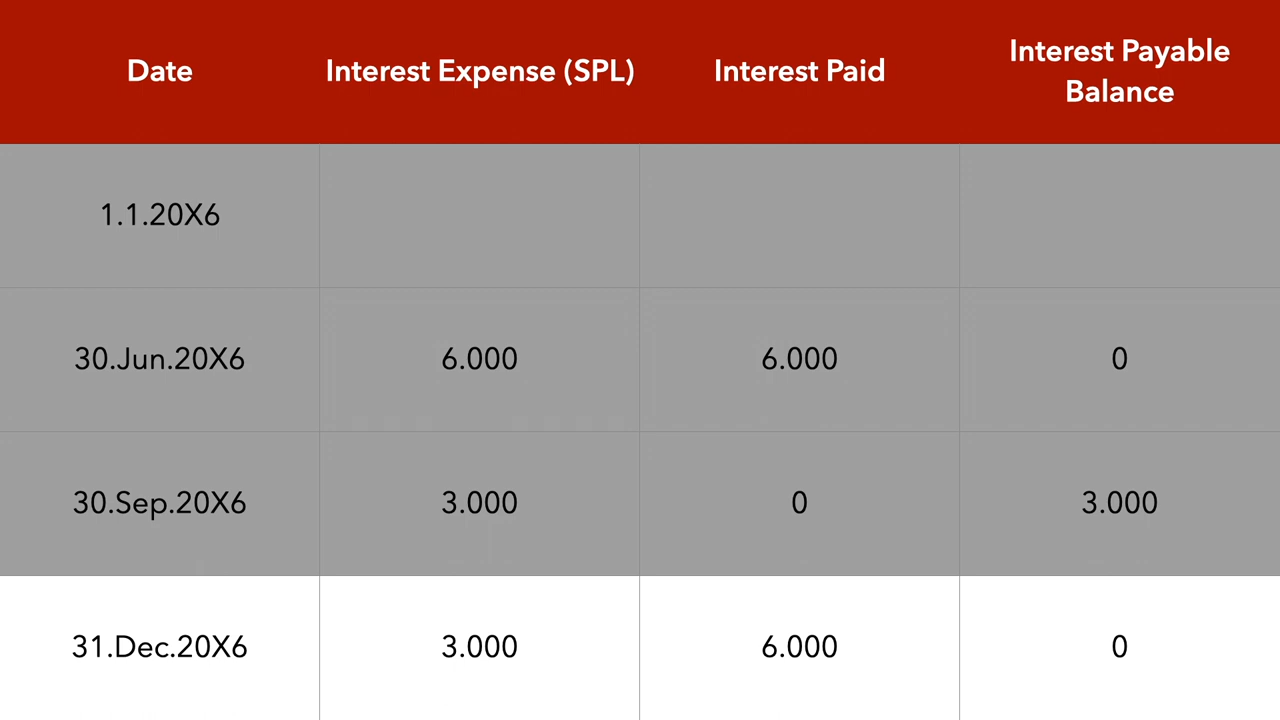 Date Interest Expense (SPL) Interest Paid Interest Payable
Balance
1.1.20X6
30.Jun.20X6 6.000 6.000 0
30.Sep.20X6 3.000 0 3.000
31.Dec.20X6 3.000 6.000 0